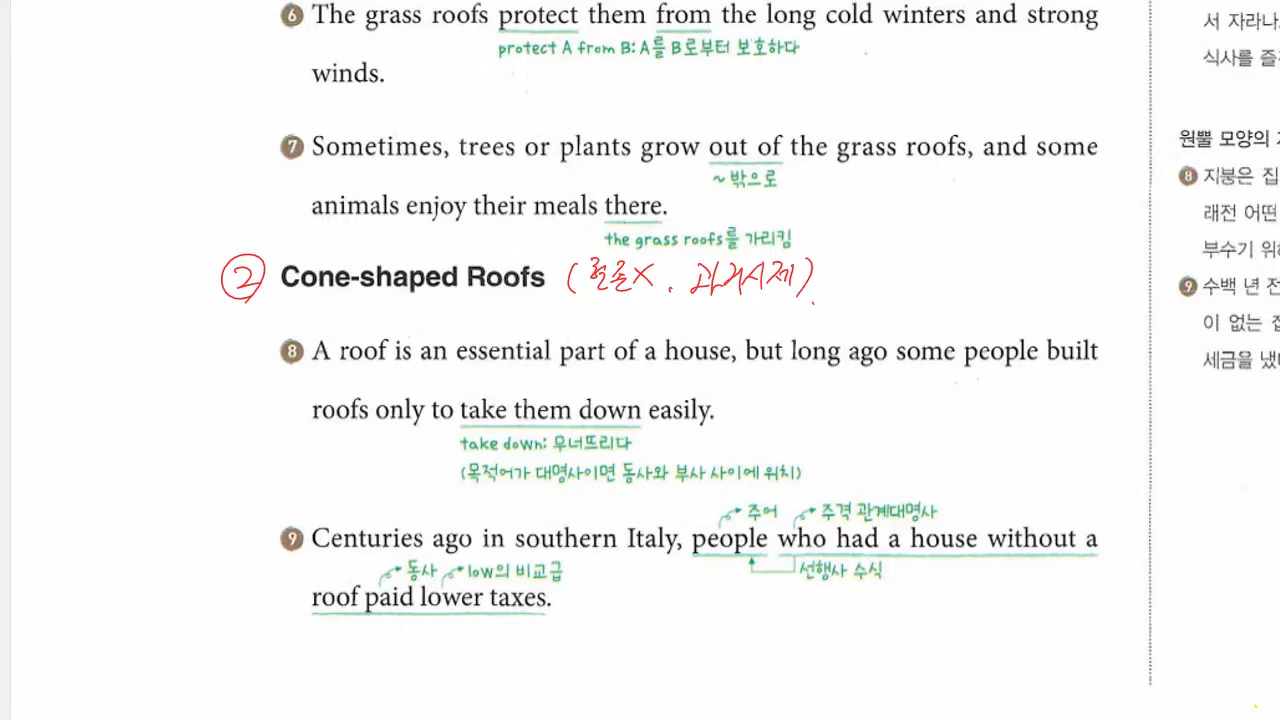 6 The grass roofs protect them from the long cold winters and strong
protect A from B: A를 B로부터 보호하다
winds.
7 Sometimes, trees or plants grow out of the grass roofs, and some
~ 밖으로
animals enjoy their meals there.
the grass roofs를 가리킴
② Cone-shaped Roofs ( X, 과거시제)
8 A roof is an essential part of a house, but long ago some people built
roofs only to take them down easily.
take down: 무너뜨리다
(목적어가 대명사이면 동사와 부사 사이에 위치)
주어 주격 관계대명사
9 Centuries ago in southern Italy, people who had a house without a
동사 low의 비교급 선행사 수식
roof paid lower taxes.
서 자라나
식사를 즐
원뿔 모양의
8 지붕은 집
래전 어떤
부수기 위
9 수백 년 전
이 없는 집
세금을 냈